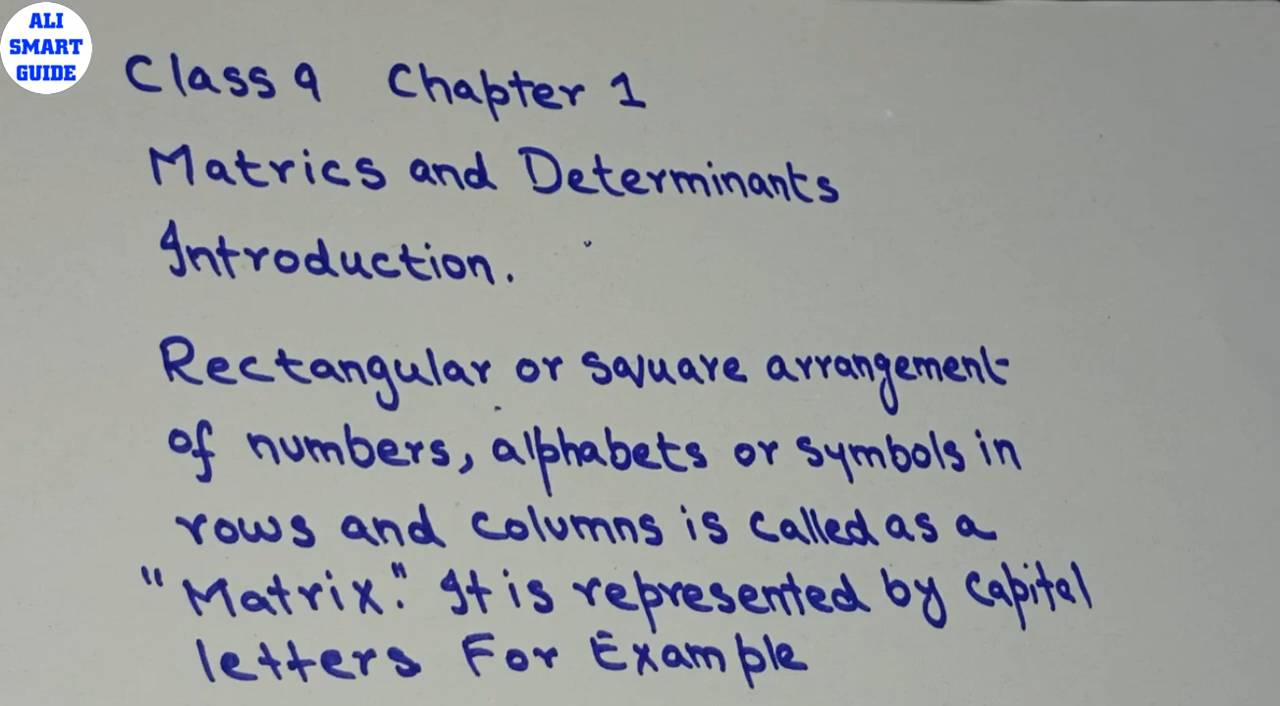 ALI
SMART
GUIDE
Class 9 Chapter 1
Matrics and Determinants
Introduction.
Rectangular or square arrangement
of numbers, alphabets or symbols in
rows and columns is called as a
"Matrix." It is represented by capital
letters For Example